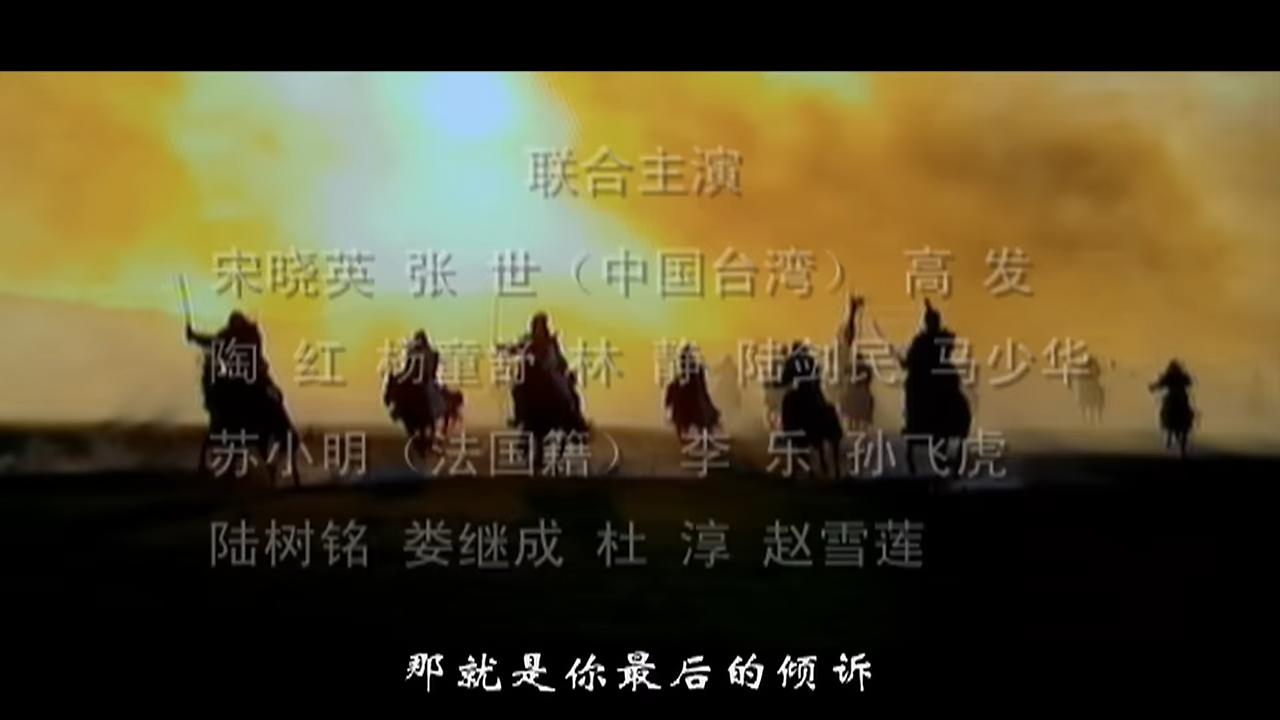 联合主演
宋晓英 张 世（中国台湾） 高 发
陶 红 杨童舒 林 静 陆剑民 马少华
苏小明（法国籍） 李 乐 孙飞虎
陆树铭 娄继成 杜 淳 赵雪莲
那就是你最后的倾诉